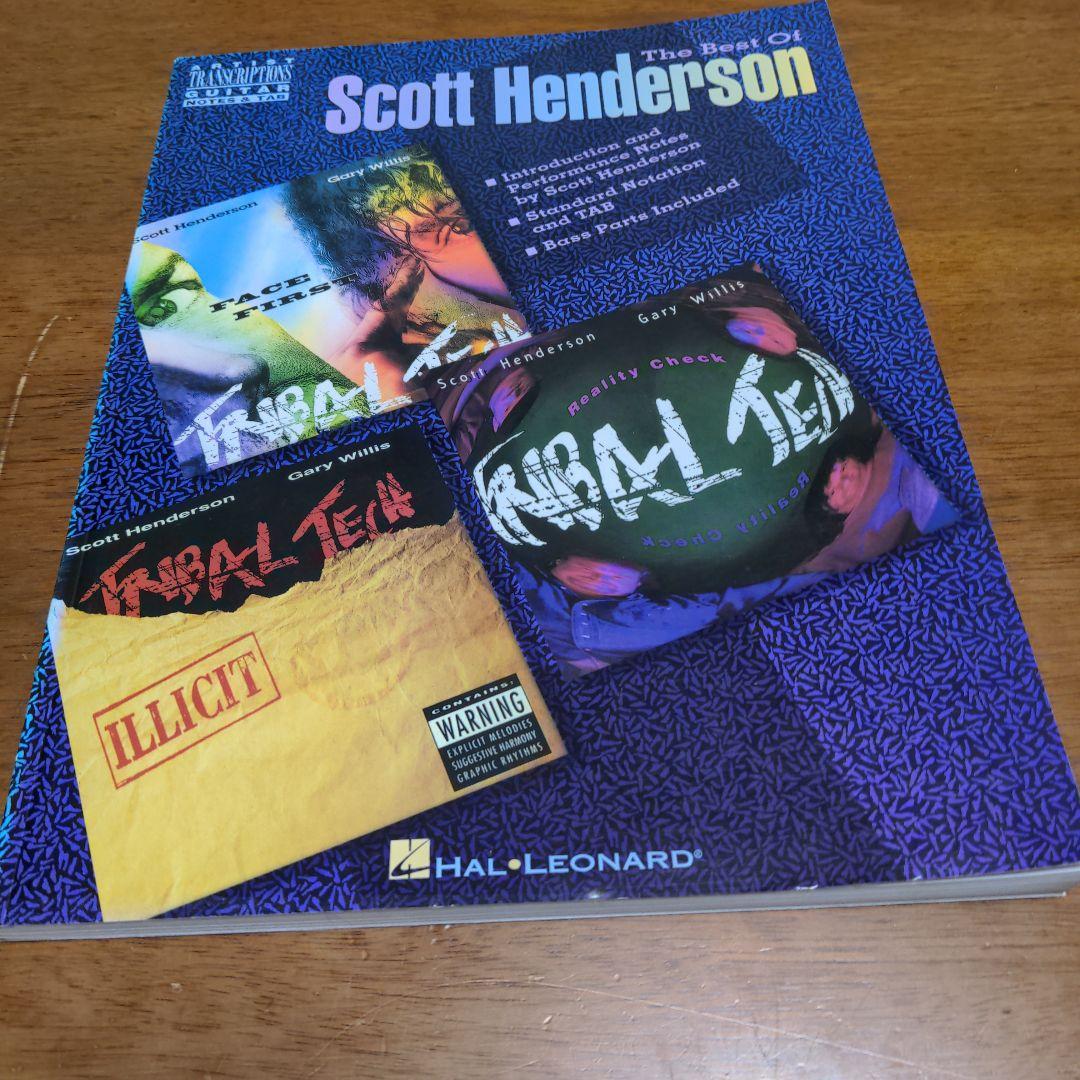 ARTIST
TRANSCRIPTIONS
GUITAR
NOTES & TAB
The Best Of
Scott Henderson
■ Introduction and
Performance Notes
by Scott Henderson
■ Standard Notation
and TAB
■ Bass Parts Included
Scott Henderson
Gary Willis
FACE
FIRST
TRIBAL TECH
Scott Henderson
Gary Willis
Reality Check
TRIBAL TECH
Reality Check
Scott Henderson
Gary Willis
TRIBAL TECH
ILLICIT
CONTAINS:
WARNING
EXPLICIT MELODIES
SUGGESTIVE HARMONY
GRAPHIC RHYTHMS
HAL•LEONARD®